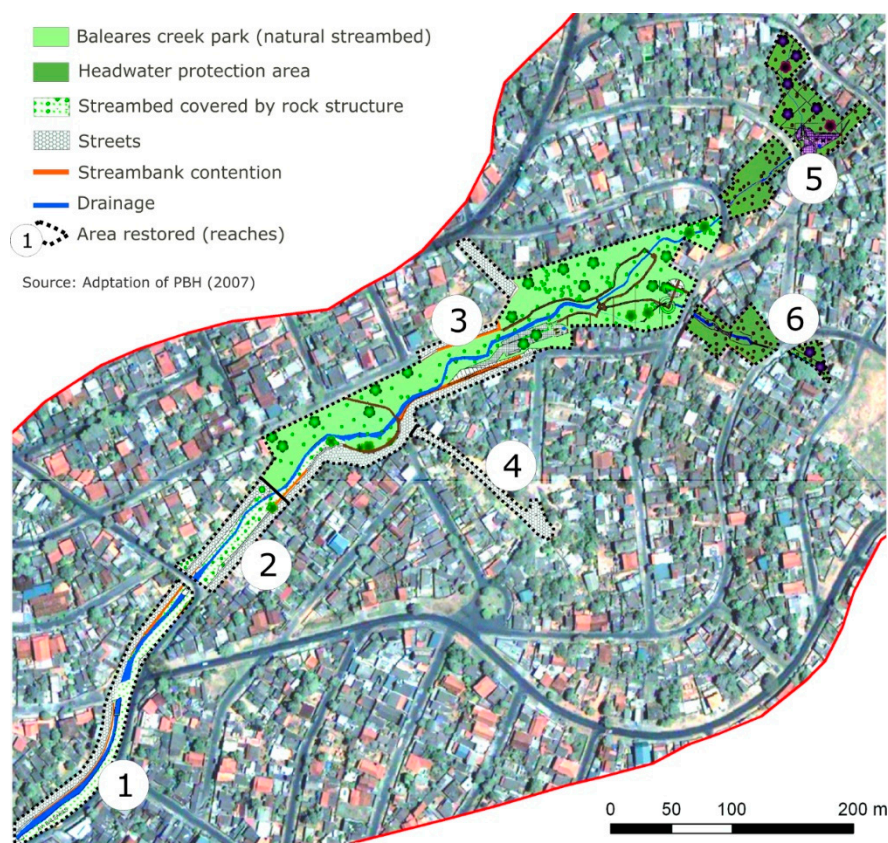 Baleares creek park (natural streambed)
Headwater protection area
Streambed covered by rock structure
Streets
Streambank contention
Drainage
1 Area restored (reaches)
Source: Adptation of PBH (2007)
5
3
6
4
2
1
0 50 100 200 m